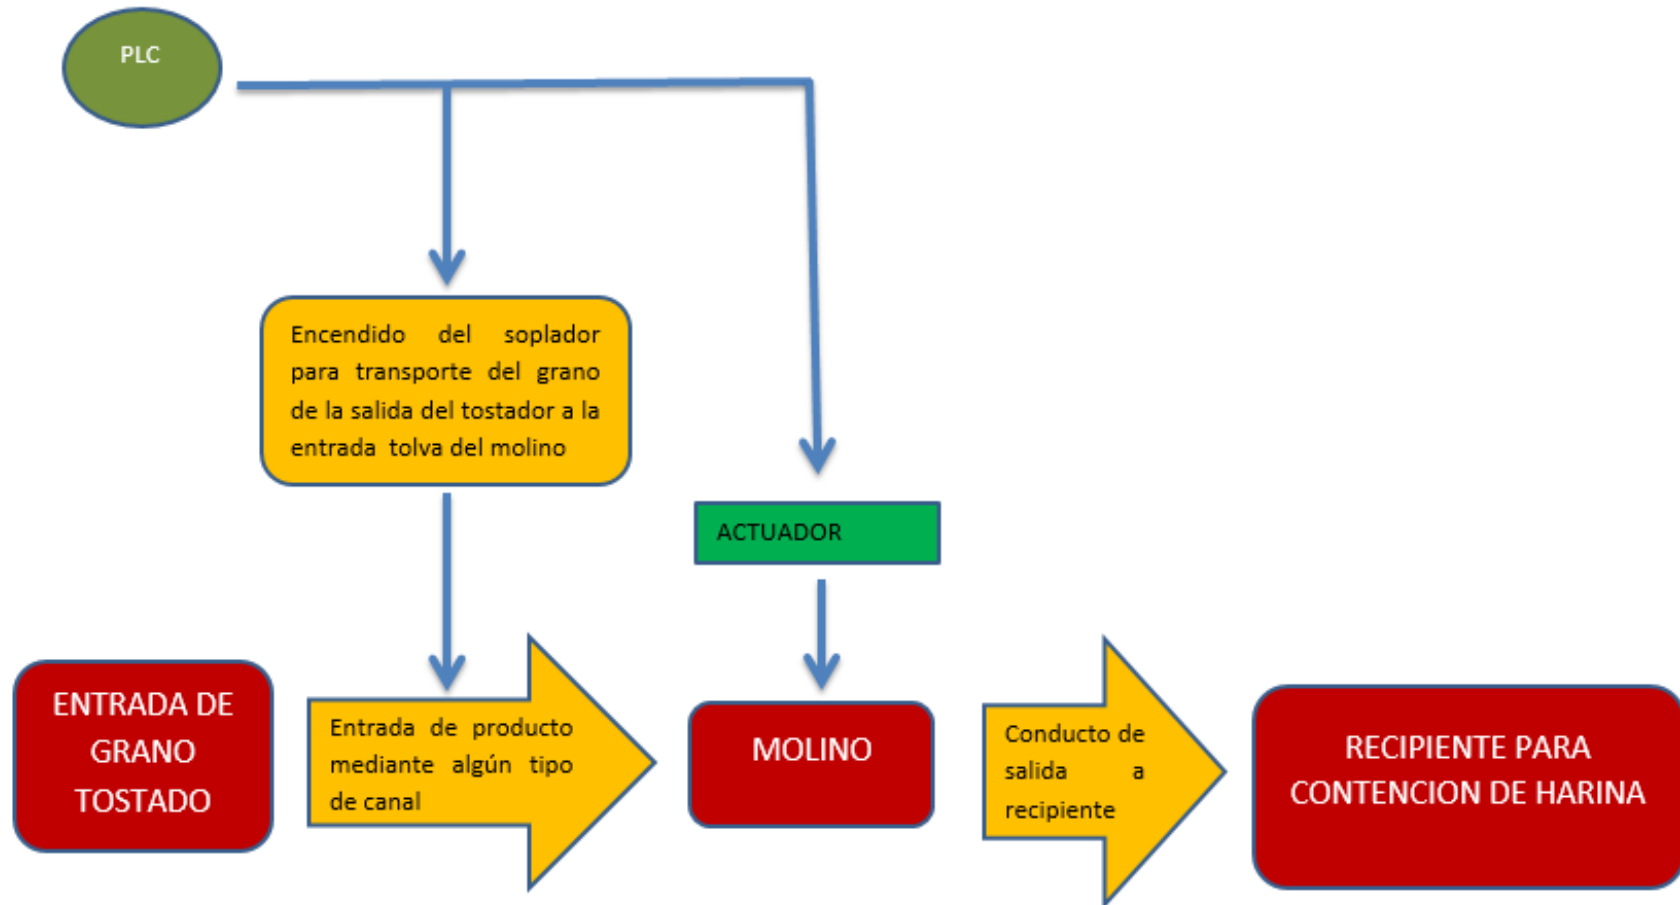 PLC
Encendido del soplador
para transporte del grano
de la salida del tostador a la
entrada tolva del molino
ACTUADOR
ENTRADA DE
GRANO
TOSTADO
Entrada de producto
mediante algún tipo
de canal
MOLINO
Conducto de
salida a
recipiente
RECIPIENTE PARA
CONTENCION DE HARINA